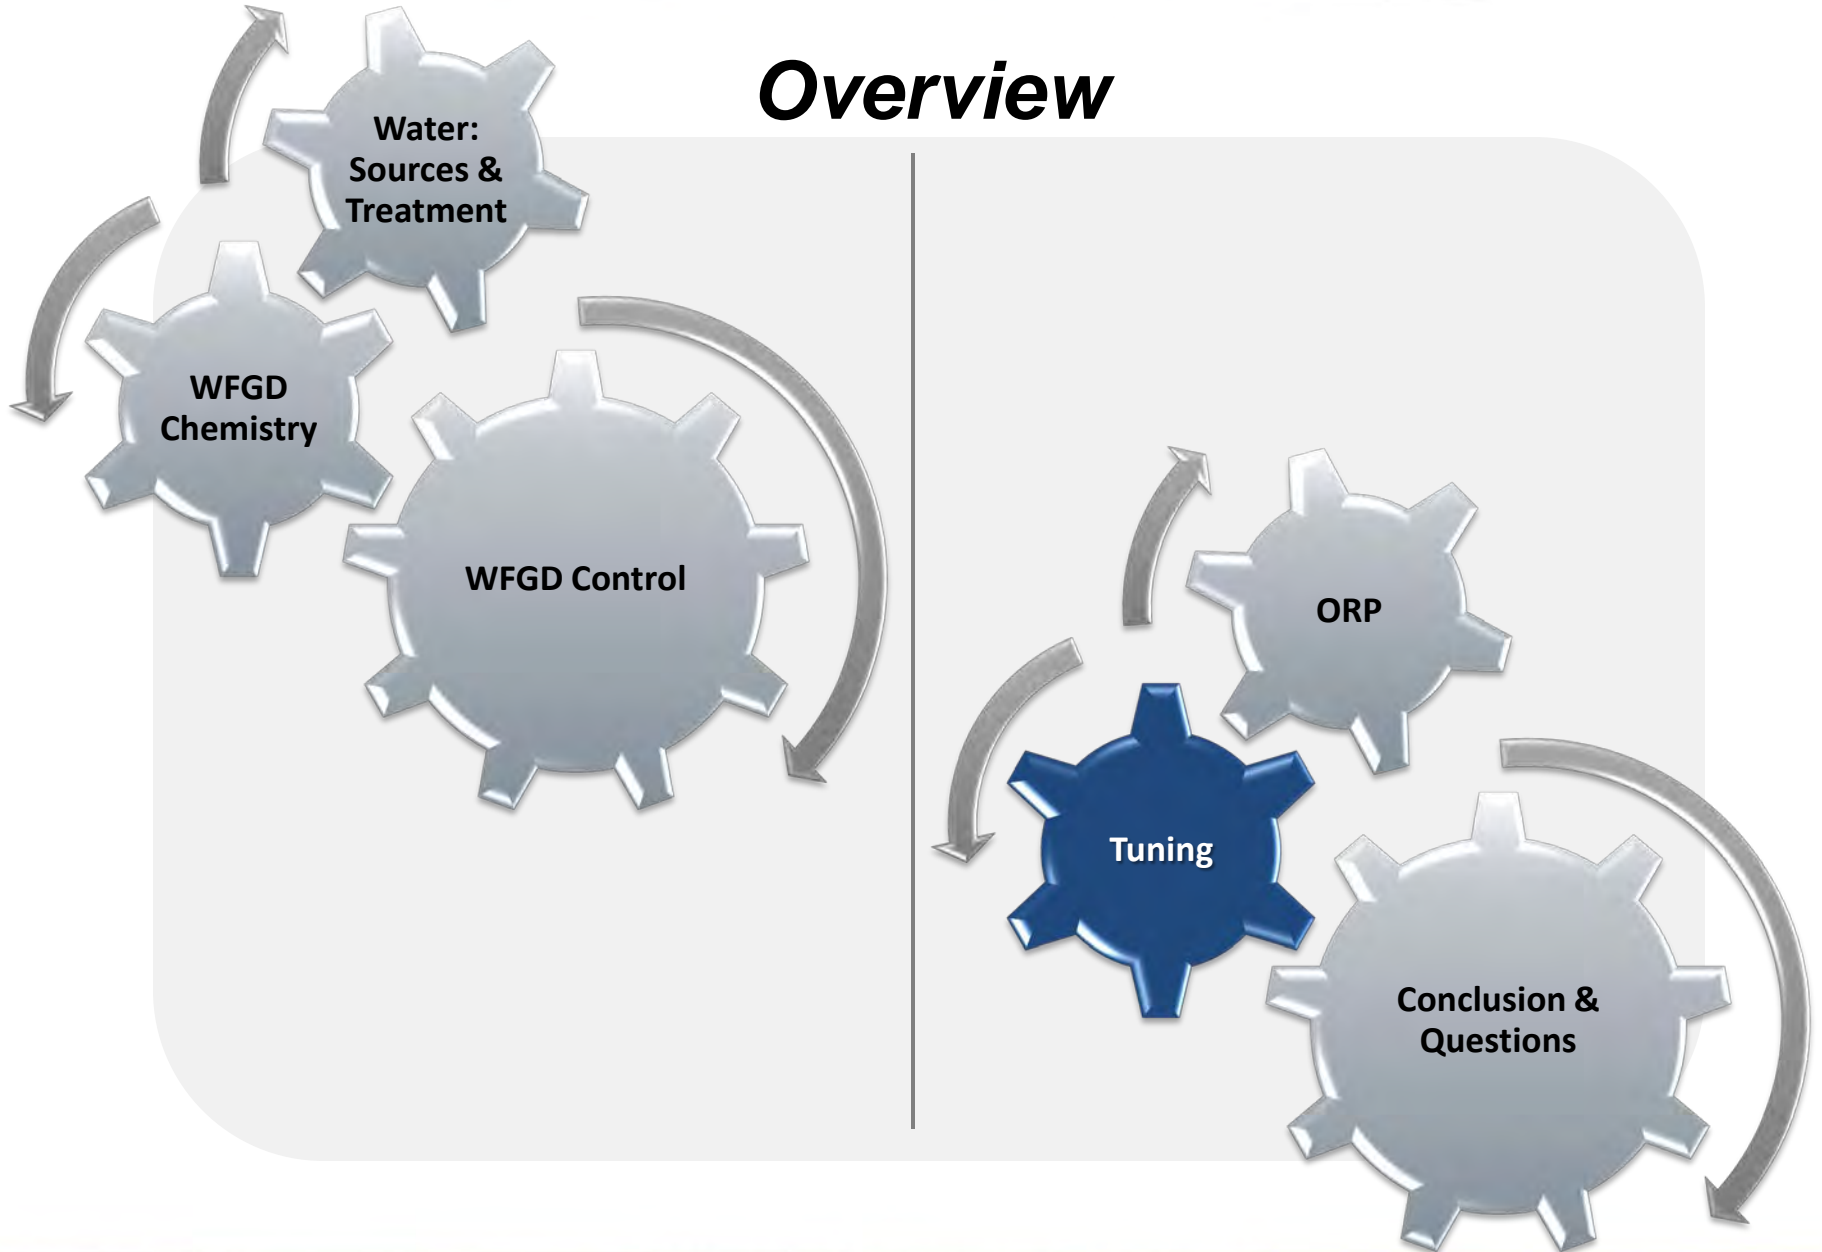 Overview
Water:
Sources &
Treatment
WFGD
Chemistry
WFGD Control
ORP
Tuning
Conclusion &
Questions